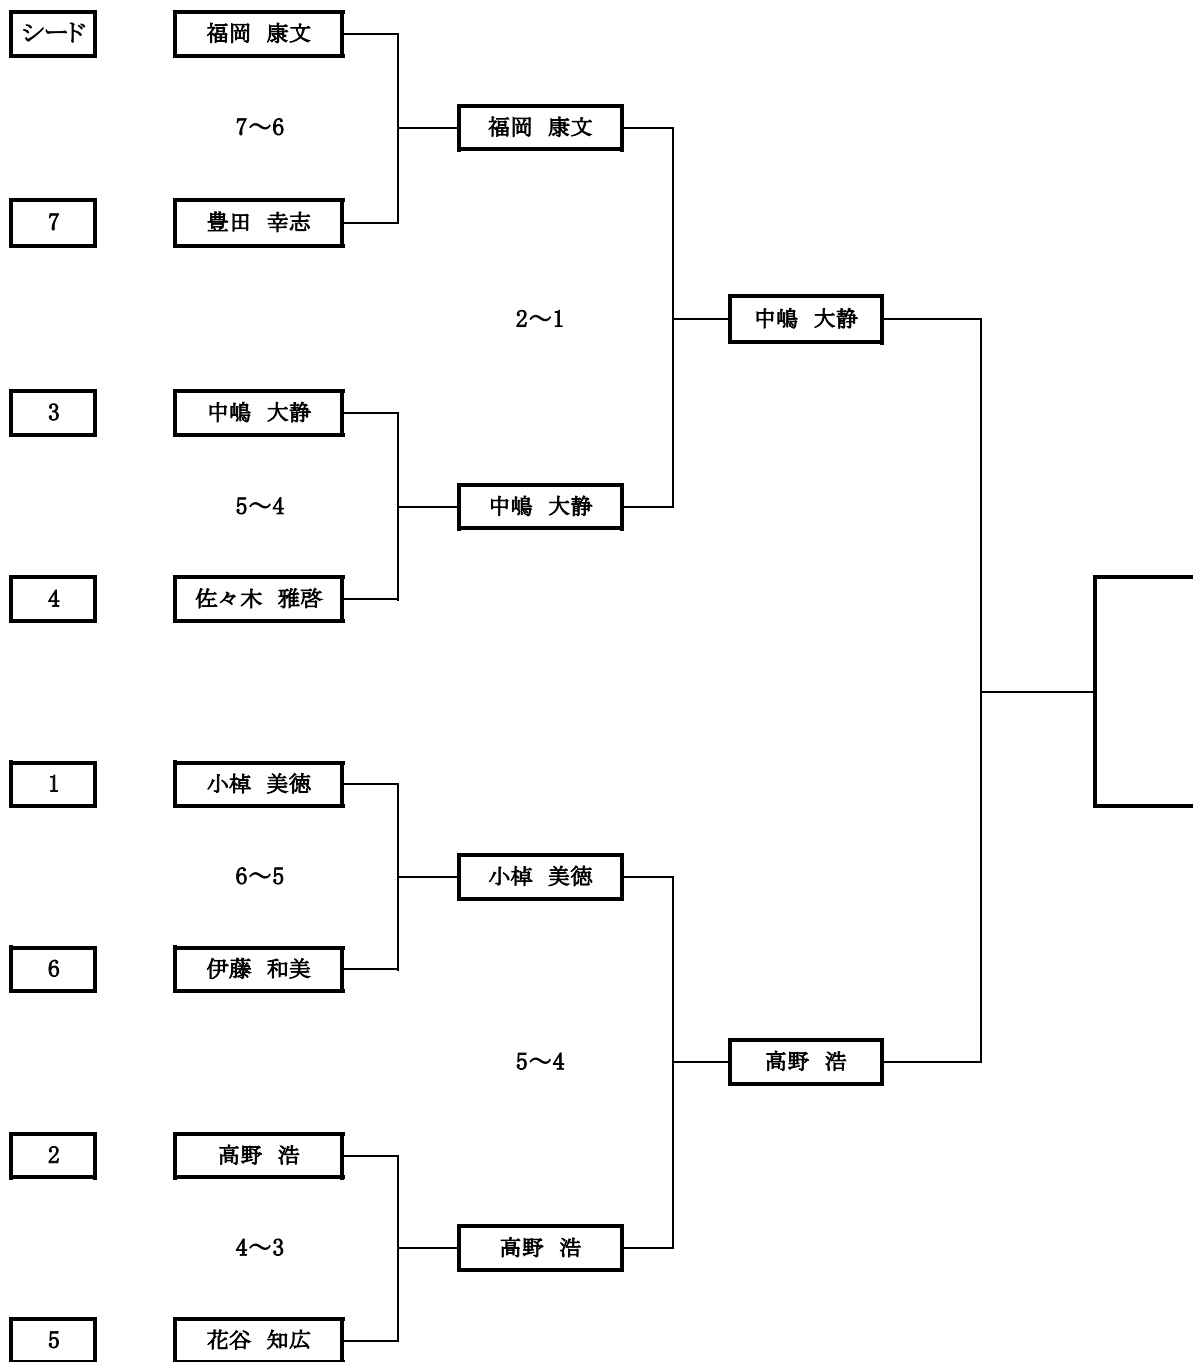 シード 福岡 康文
7～6 福岡 康文
7 豊田 幸志
2～1 中嶋 大静
3 中嶋 大静
5～4 中嶋 大静
4 佐々木 雅啓
1 小棹 美徳
6～5 小棹 美徳
6 伊藤 和美
5～4 髙野 浩
2 髙野 浩
4～3 髙野 浩
5 花谷 知広